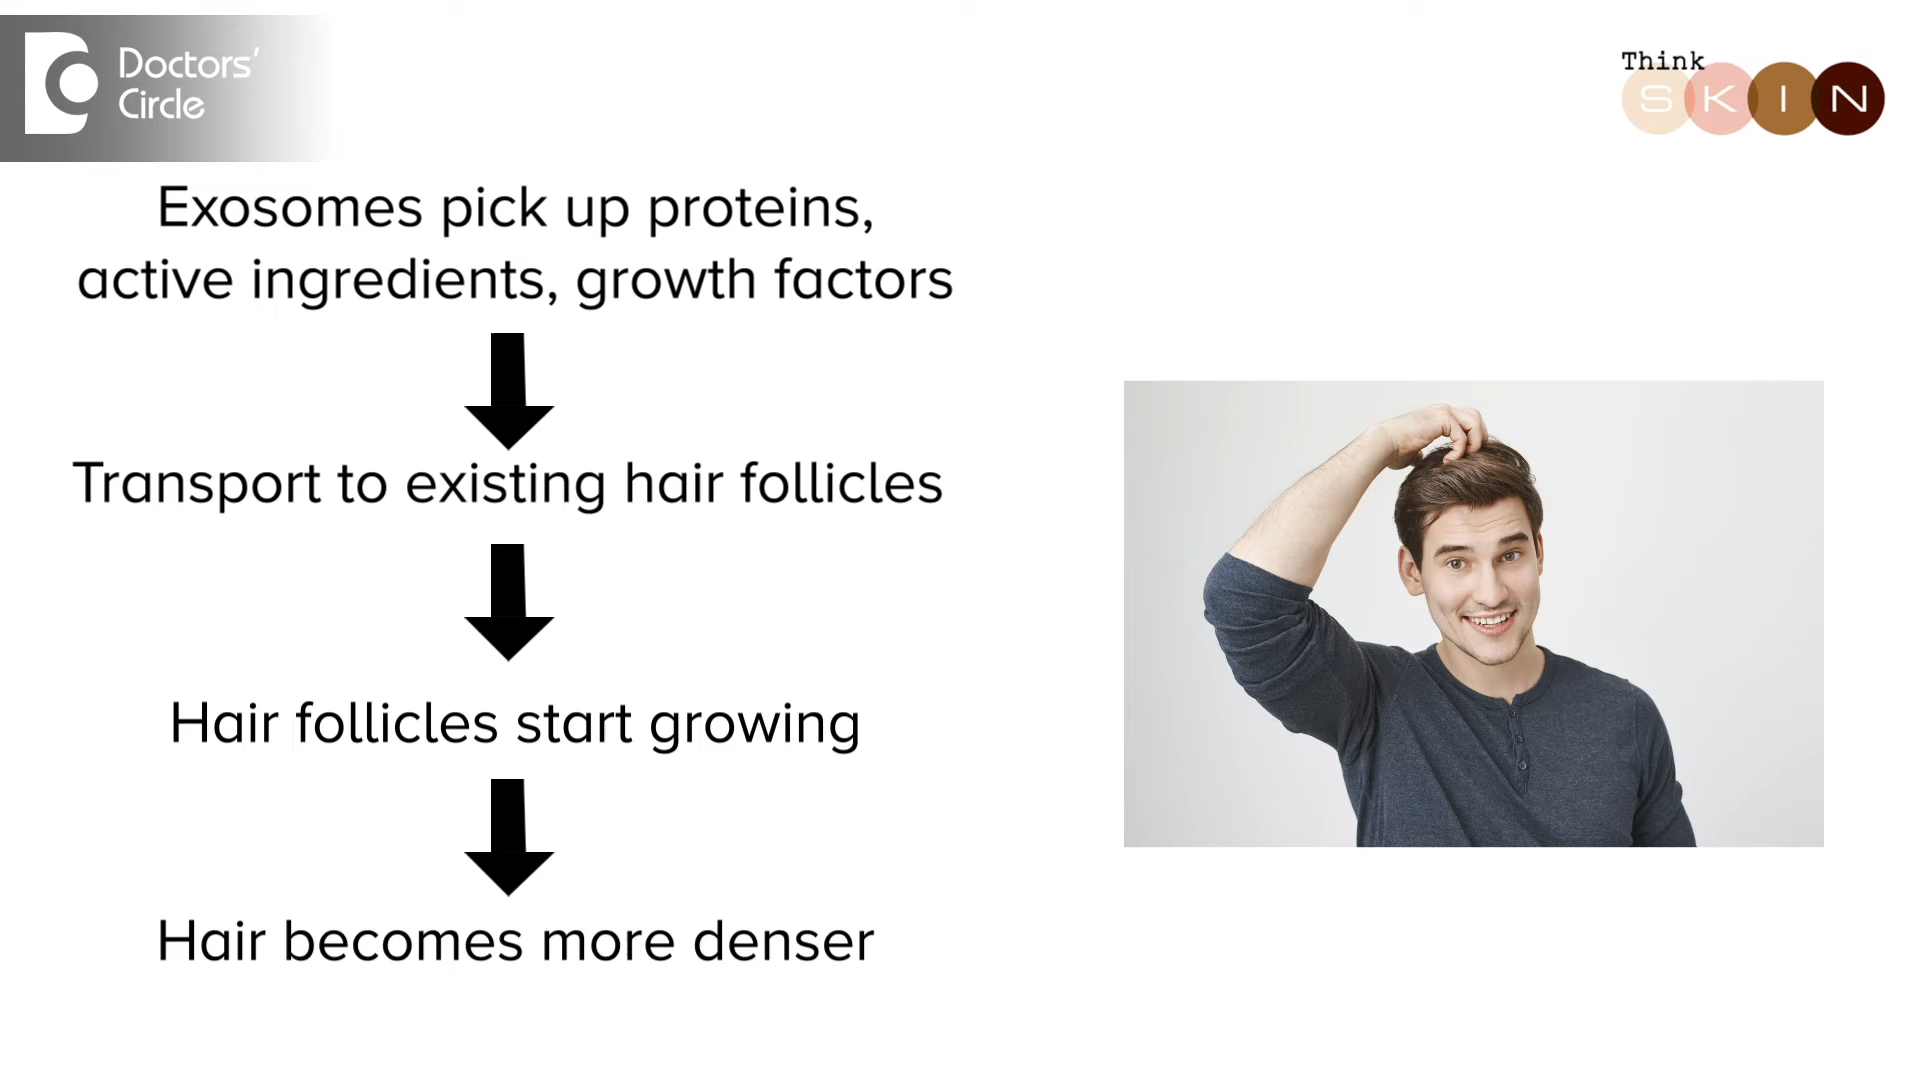 Doctors'
Circle
Think
SKIN
Exosomes pick up proteins,
active ingredients, growth factors
Transport to existing hair follicles
Hair follicles start growing
Hair becomes more denser